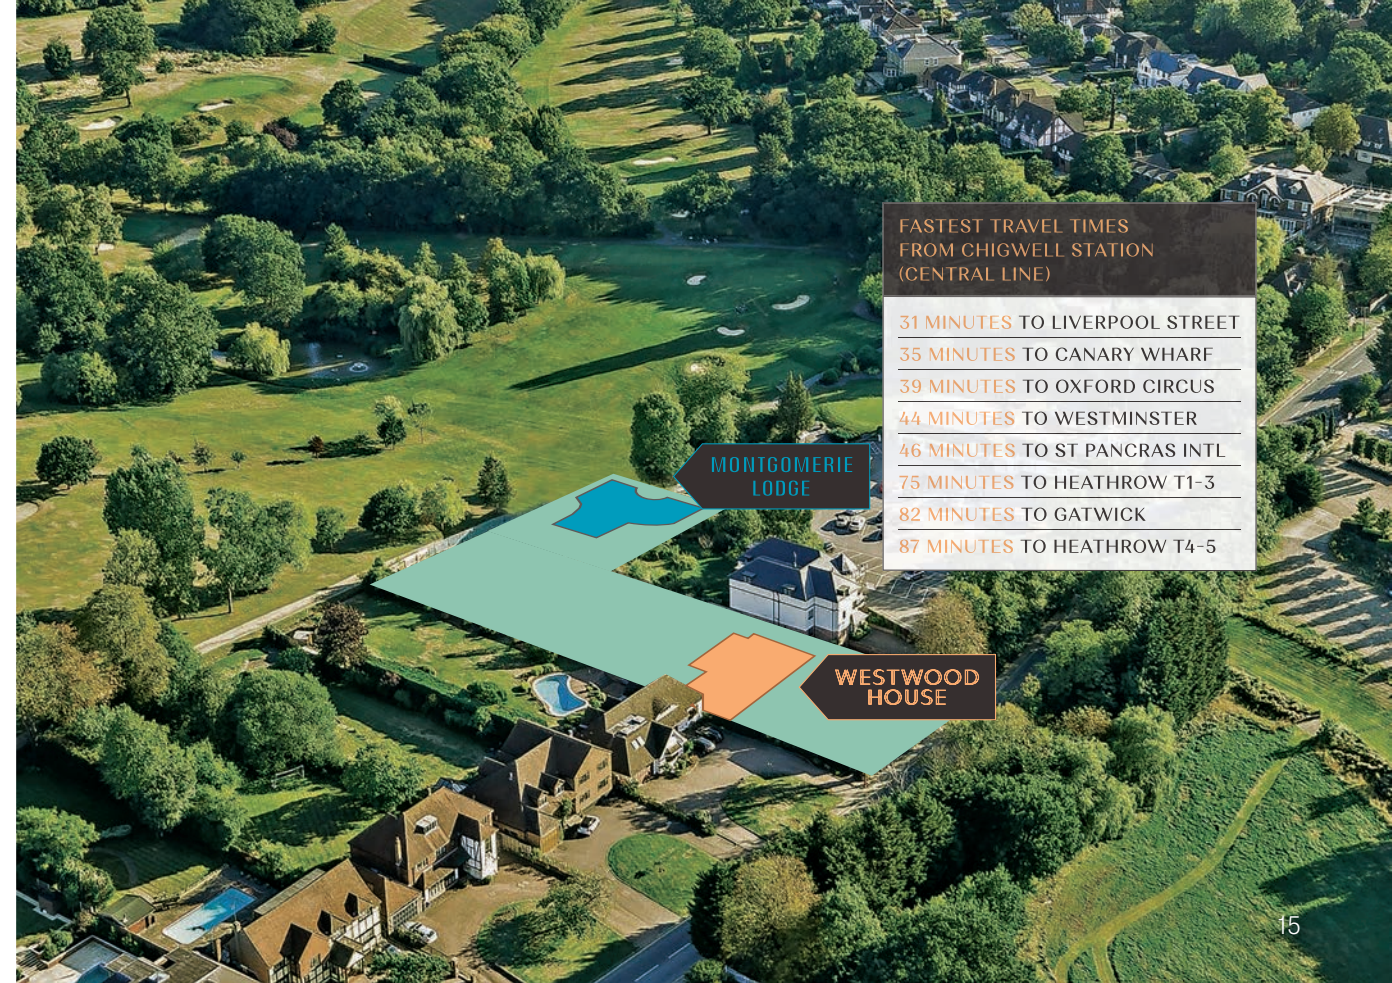 FASTEST TRAVEL TIMES
FROM CHIGWELL STATION
(CENTRAL LINE)
31 MINUTES TO LIVERPOOL STREET
35 MINUTES TO CANARY WHARF
39 MINUTES TO OXFORD CIRCUS
44 MINUTES TO WESTMINSTER
46 MINUTES TO ST PANCRAS INTL
75 MINUTES TO HEATHROW T1-3
82 MINUTES TO GATWICK
87 MINUTES TO HEATHROW T4-5
MONTGOMERIE
LODGE
WESTWOOD
HOUSE
15